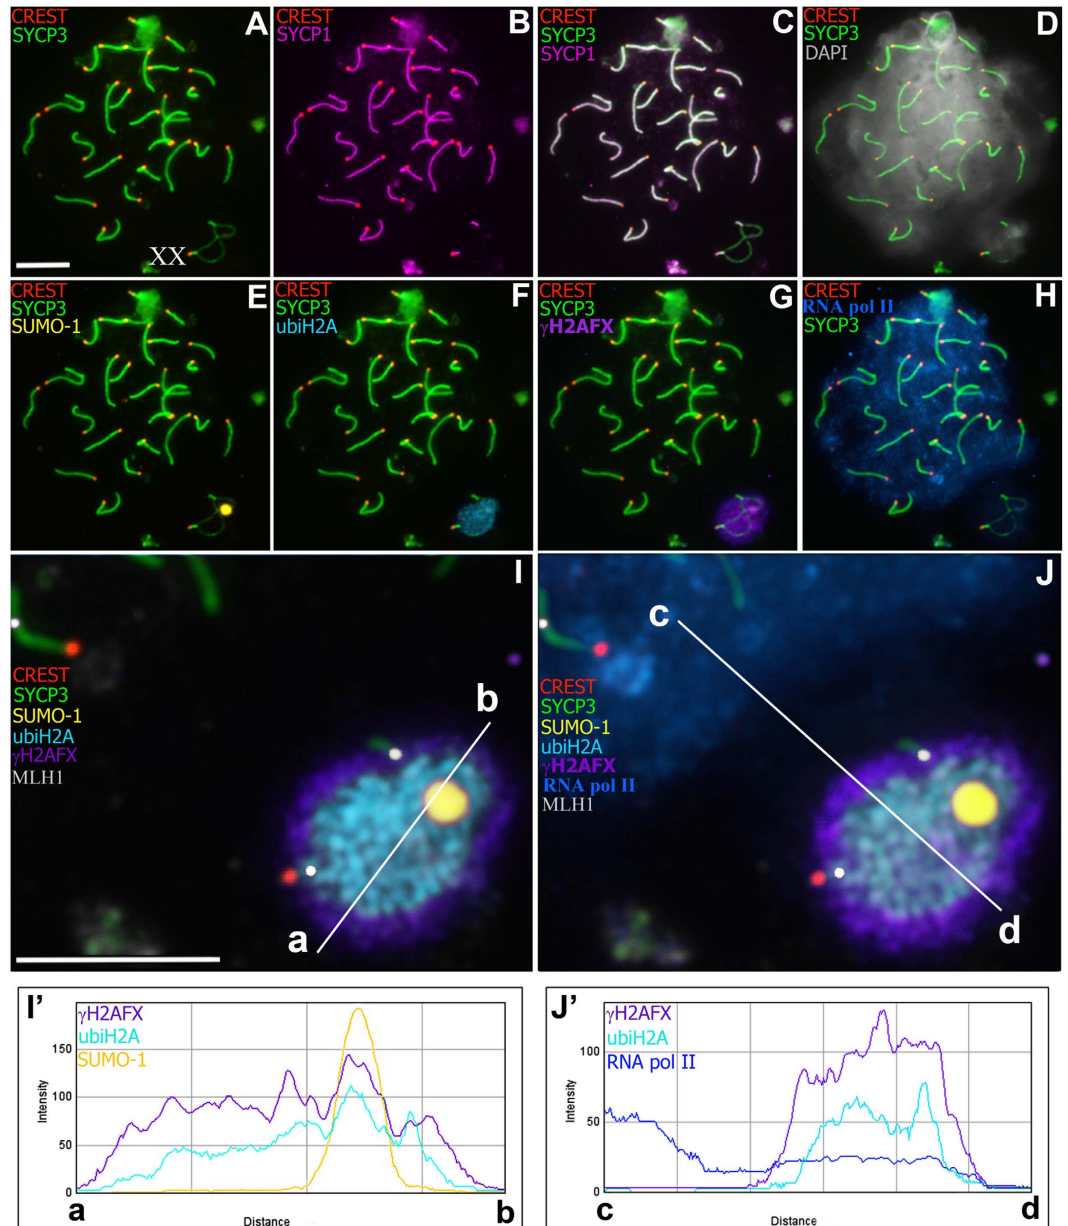 CREST
SYCP3
A
XX
CREST
SYCP1
B
CREST
SYCP3
SYCP1
C
CREST
SYCP3
DAPI
D
CREST
SYCP3
SUMO-1
E
CREST
SYCP3
ubiH2A
F
CREST
SYCP3
γH2AFX
G
CREST
RNA pol II
SYCP3
H
I
CREST
SYCP3
SUMO-1
ubiH2A
γH2AFX
MLH1
b
a
J
c
CREST
SYCP3
SUMO-1
ubiH2A
γH2AFX
RNA pol II
MLH1
d
I’
γH2AFX
ubiH2A
SUMO-1
150
100
50
0
Intensity
a
Distance
b
J’
γH2AFX
ubiH2A
RNA pol II
100
50
0
Intensity
c
Distance
d